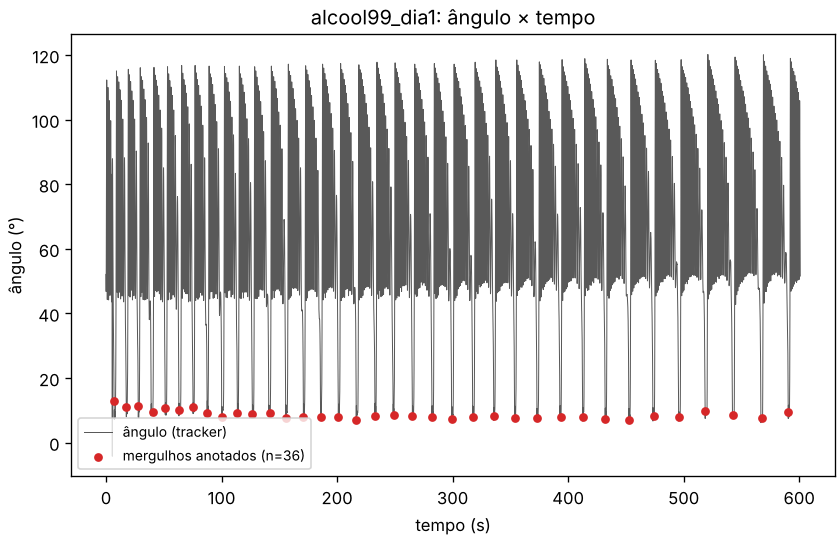 alcool99_dia1: ângulo × tempo
120
100
80
60
40
20
0
ângulo (°)
ângulo (tracker)
mergulhos anotados (n=36)
0
100
200
300
400
500
600
tempo (s)